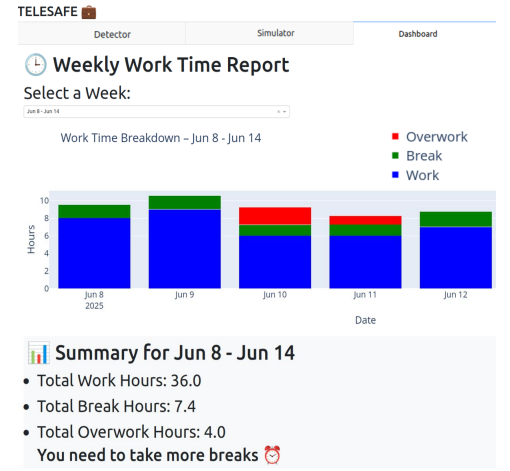 TELESAFE 💼
Detector Simulator Dashboard
🕒 Weekly Work Time Report
Select a Week:
Jun 8 - Jun 14 × ▾
Work Time Breakdown – Jun 8 - Jun 14
Overwork
Break
Work
10
8
6
4
2
0
Hours
Jun 8 Jun 9 Jun 10 Jun 11 Jun 12
2025
Date
📊 Summary for Jun 8 - Jun 14
• Total Work Hours: 36.0
• Total Break Hours: 7.4
• Total Overwork Hours: 4.0
You need to take more breaks ⏰